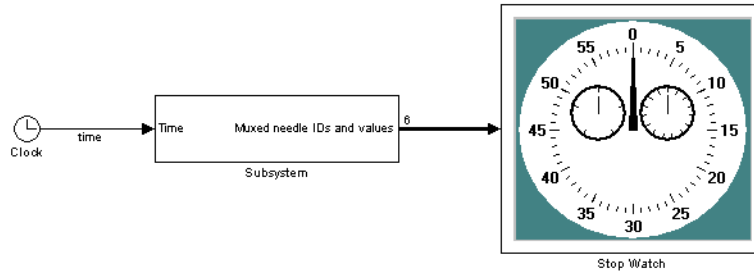 Clock
time
Time
Muxed needle IDs and values
6
Subsystem
0
5
10
15
20
25
30
35
40
45
50
55
Stop Watch